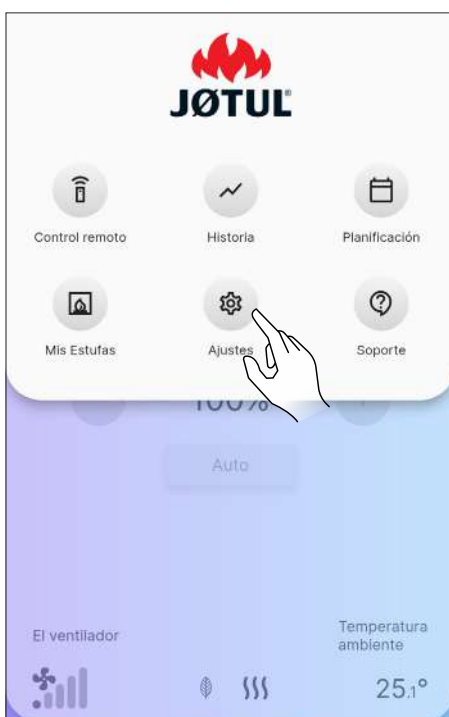 JØTUL®
Control remoto
Historia
Planificación
Mis Estufas
Ajustes
Soporte
100%
Auto
El ventilador
Temperatura
ambiente
25.1°